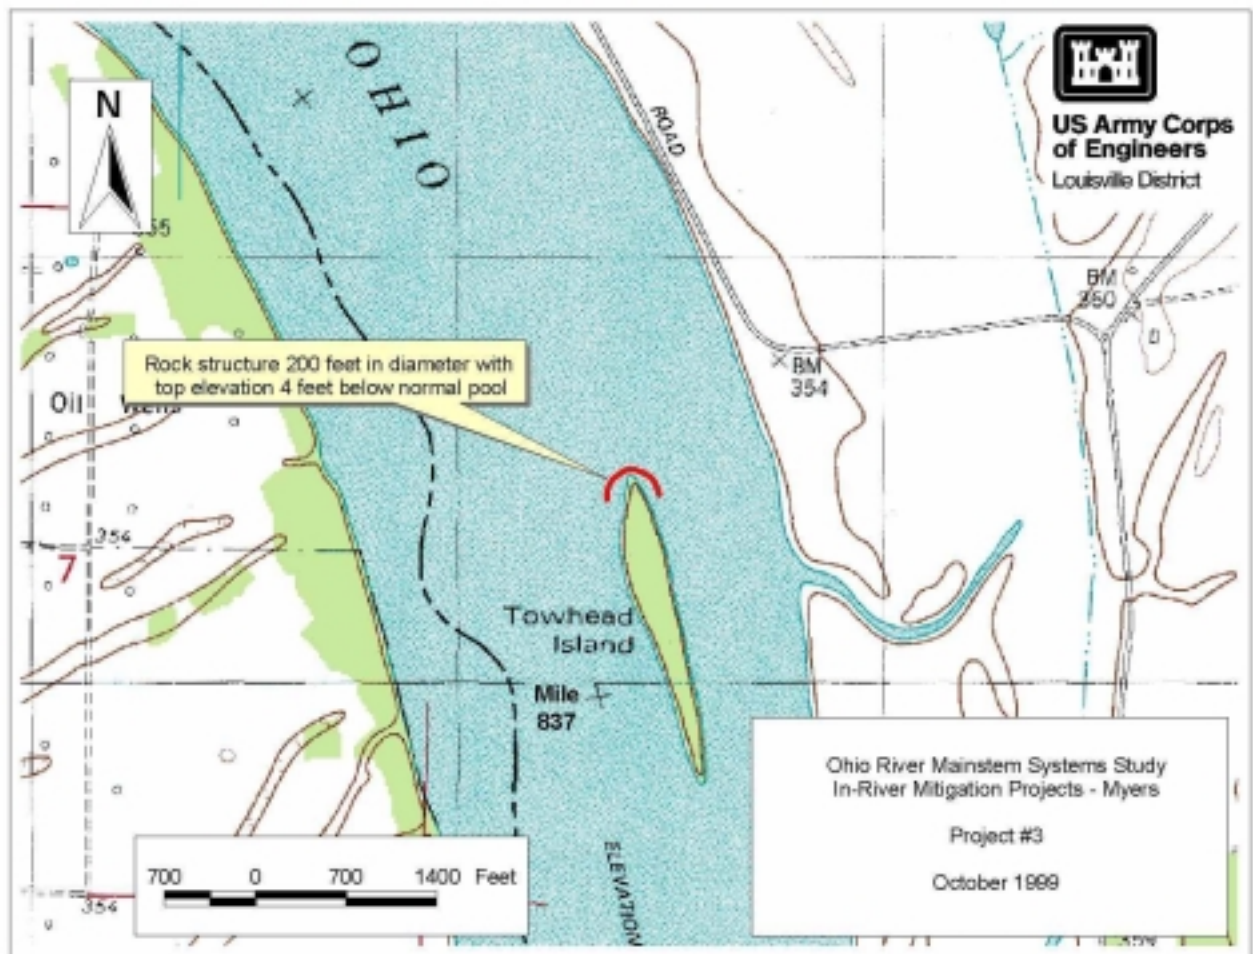 N
OHIO
ROAD
US Army Corps
of Engineers
Louisville District
BM
350
Rock structure 200 feet in diameter with
top elevation 4 feet below normal pool
BM
354
Oil Wells
354
7
Towhead
Island
Mile
837
Ohio River Mainstem Systems Study
In-River Mitigation Projects - Myers
Project #3
October 1999
700 0 700 1400 Feet
ELEVATION
354